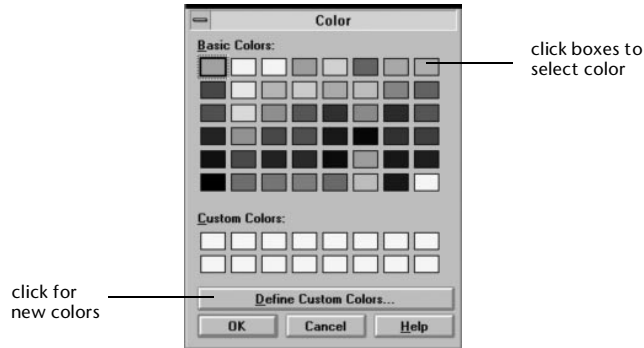 Color
Basic Colors:
click boxes to
select color
Custom Colors:
click for
new colors
Define Custom Colors...
OK Cancel Help